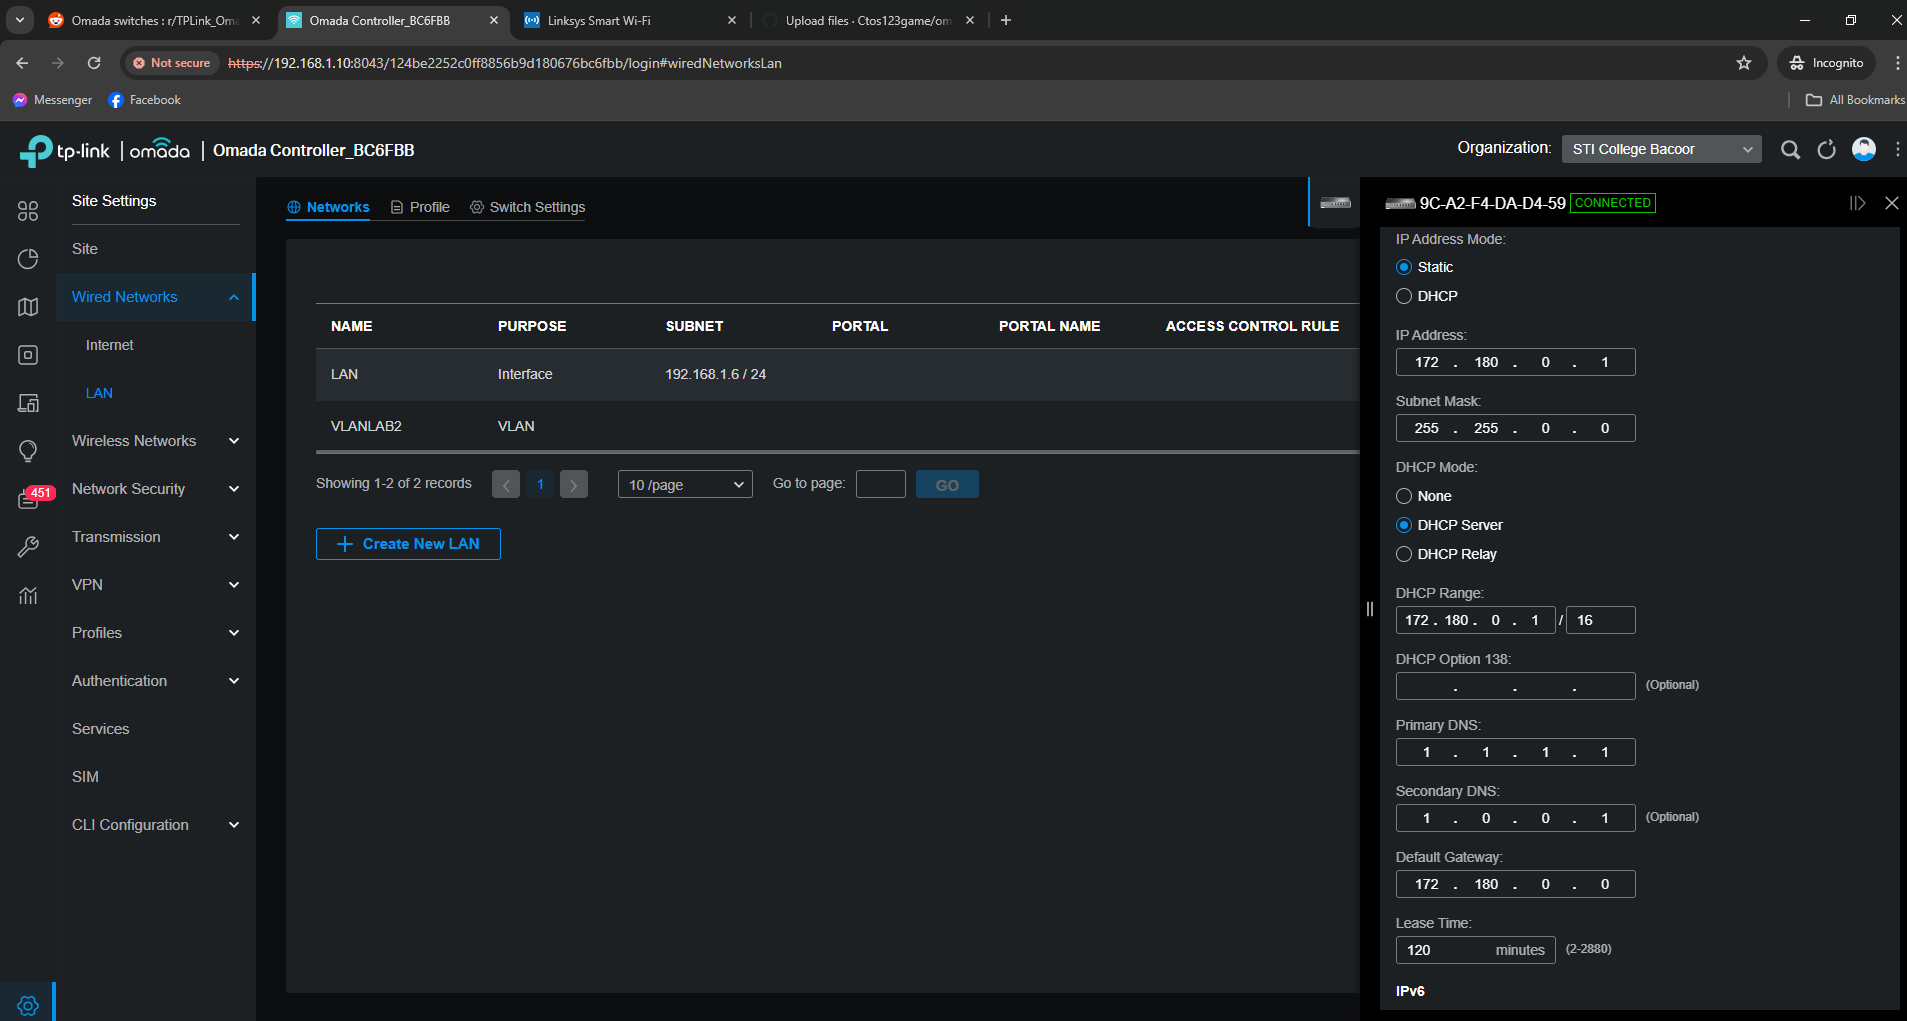 Omada switches : r/TPLink_Oma
Omada Controller_BC6FBB
Linksys Smart Wi-Fi
Upload files · Ctos123game/om
Not secure
https://192.168.1.10:8043/124be2252c0ff8856b9d180676bc6fbb/login#wiredNetworksLan
Incognito
Messenger
Facebook
All Bookmarks
tp-link | omada | Omada Controller_BC6FBB
Organization:
STI College Bacoor
Site Settings
Site
Wired Networks
Internet
LAN
Wireless Networks
451
Network Security
Transmission
VPN
Profiles
Authentication
Services
SIM
CLI Configuration
Networks
Profile
Switch Settings
NAME PURPOSE SUBNET PORTAL PORTAL NAME ACCESS CONTROL RULE
LAN Interface 192.168.1.6 / 24
VLANLAB2 VLAN
Showing 1-2 of 2 records < 1 > 10 /page Go to page: GO
+ Create New LAN
9C-A2-F4-DA-D4-59 CONNECTED
IP Address Mode:
Static
DHCP
IP Address:
172 . 180 . 0 . 1
Subnet Mask:
255 . 255 . 0 . 0
DHCP Mode:
None
DHCP Server
DHCP Relay
DHCP Range:
172 . 180 . 0 . 1 / 16
DHCP Option 138:
. . . (Optional)
Primary DNS:
1 . 1 . 1 . 1
Secondary DNS:
1 . 0 . 0 . 1 (Optional)
Default Gateway:
172 . 180 . 0 . 0
Lease Time:
120 minutes (2-2880)
IPv6